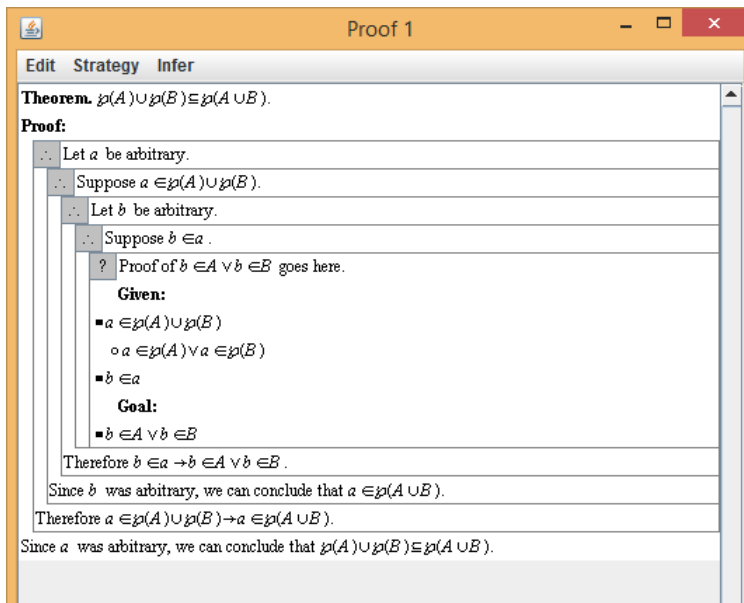 Proof 1
Edit Strategy Infer
Theorem. ℘(A)∪℘(B)⊆℘(A∪B).
Proof:
∴ Let a be arbitrary.
∴ Suppose a∈℘(A)∪℘(B).
∴ Let b be arbitrary.
∴ Suppose b∈a.
? Proof of b∈A∨b∈B goes here.
Given:
▪a∈℘(A)∪℘(B)
∘a∈℘(A)∨a∈℘(B)
▪b∈a
Goal:
▪b∈A∨b∈B
Therefore b∈a→b∈A∨b∈B.
Since b was arbitrary, we can conclude that a∈℘(A∪B).
Therefore a∈℘(A)∪℘(B)→a∈℘(A∪B).
Since a was arbitrary, we can conclude that ℘(A)∪℘(B)⊆℘(A∪B).